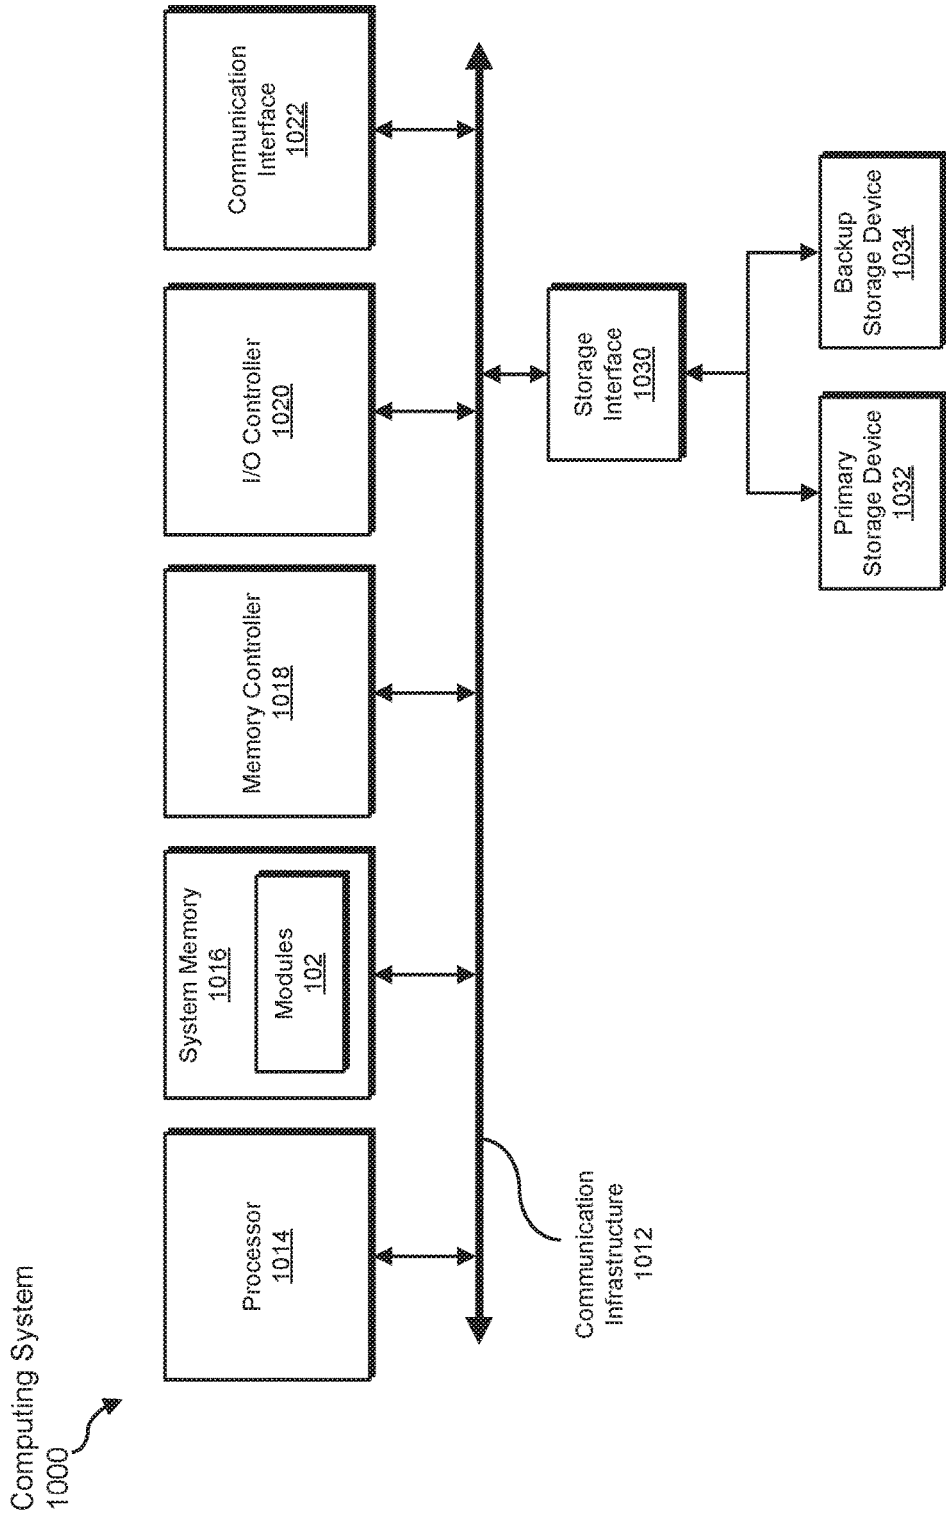 Computing System
1000
Processor
1014
System Memory
1016
Modules
102
Memory Controller
1018
I/O Controller
1020
Communication
Interface
1022
Communication
Infrastructure
1012
Storage
Interface
1030
Primary
Storage Device
1032
Backup
Storage Device
1034